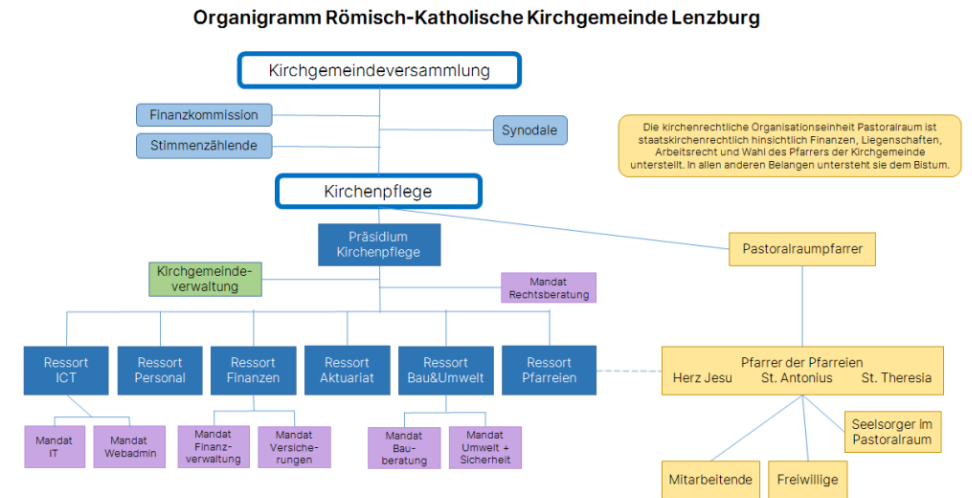 Organigramm Römisch-Katholische Kirchgemeinde Lenzburg
Kirchgemeindeversammlung
Finanzkommission
Stimmenzählende
Synodale
Die kirchenrechtliche Organisationseinheit Pastoralraum ist
staatskirchenrechtlich hinsichtlich Finanzen, Liegenschaften,
Arbeitsrecht und Wahl des Pfarrers der Kirchgemeinde
unterstellt. In allen anderen Belangen untersteht sie dem Bistum.
Kirchenpflege
Präsidium
Kirchenpflege
Pastoralraumpfarrer
Kirchgemeinde-
verwaltung
Mandat
Rechtsberatung
Ressort
ICT
Ressort
Personal
Ressort
Finanzen
Ressort
Aktuariat
Ressort
Bau&Umwelt
Ressort
Pfarreien
Pfarrer der Pfarreien
Herz Jesu St. Antonius St. Theresia
Mandat
IT
Mandat
Webadmin
Mandat
Finanz-
verwaltung
Mandat
Versiche-
rungen
Mandat
Bau-
beratung
Mandat
Umwelt +
Sicherheit
Seelsorger im
Pastoralraum
Mitarbeitende
Freiwillige